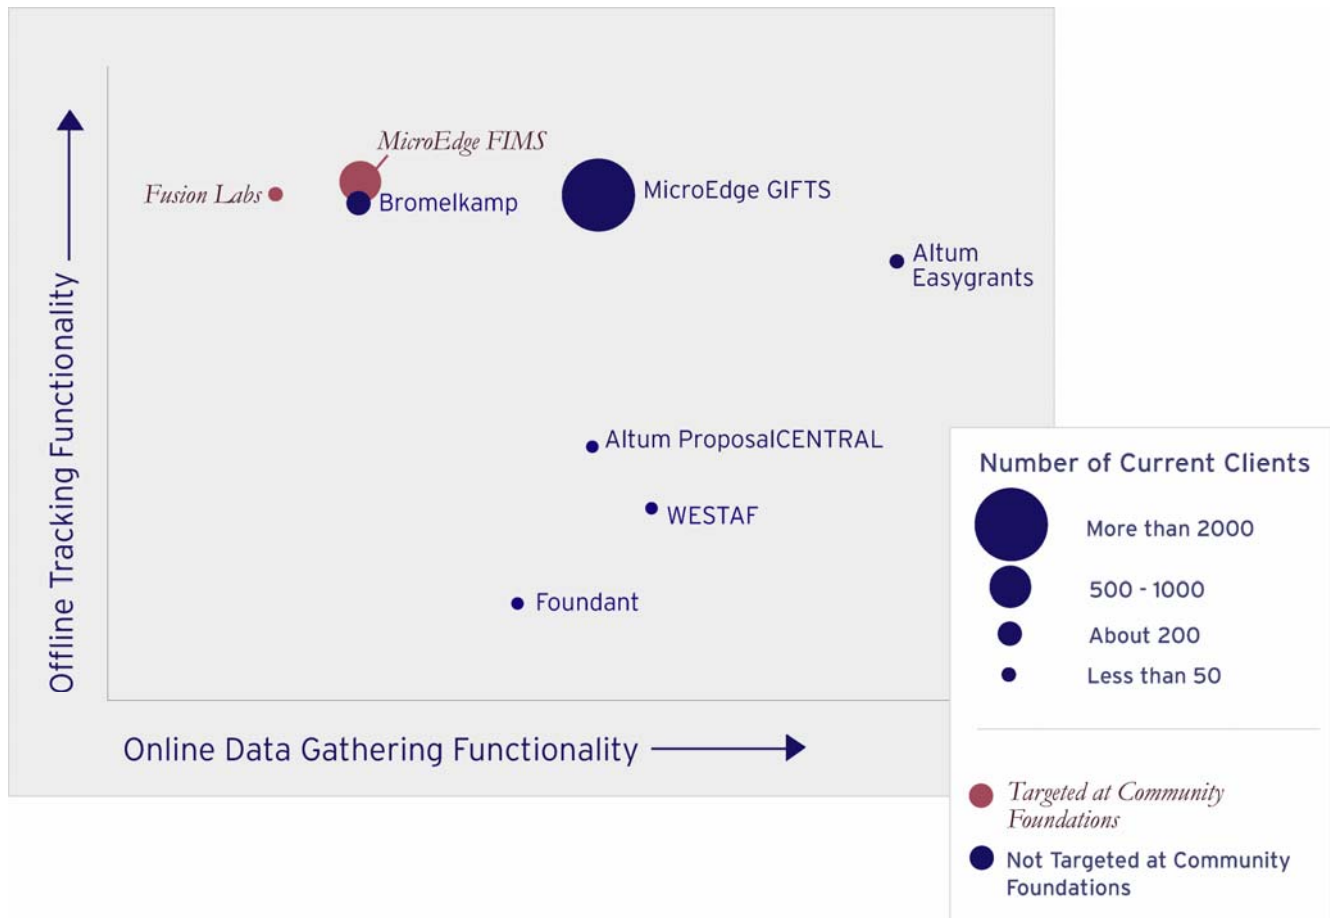 MicroEdge FIMS
Fusion Labs
Bromelkamp
MicroEdge GIFTS
Altum
Easygrants
Altum ProposalCENTRAL
WESTAF
Foundant
Offline Tracking Functionality
Online Data Gathering Functionality
Number of Current Clients
More than 2000
500 - 1000
About 200
Less than 50
Targeted at Community
Foundations
Not Targeted at Community
Foundations